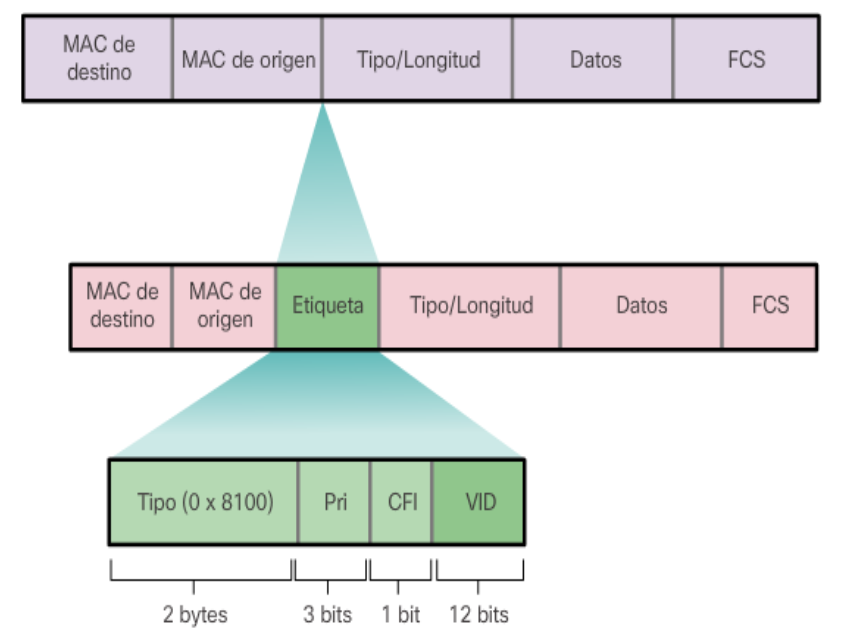 MAC de
destino
MAC de origen
Tipo/Longitud
Datos
FCS
MAC de
destino
MAC de
origen
Etiqueta
Tipo/Longitud
Datos
FCS
Tipo (0 x 8100)
Pri
CFI
VID
2 bytes
3 bits
1 bit
12 bits